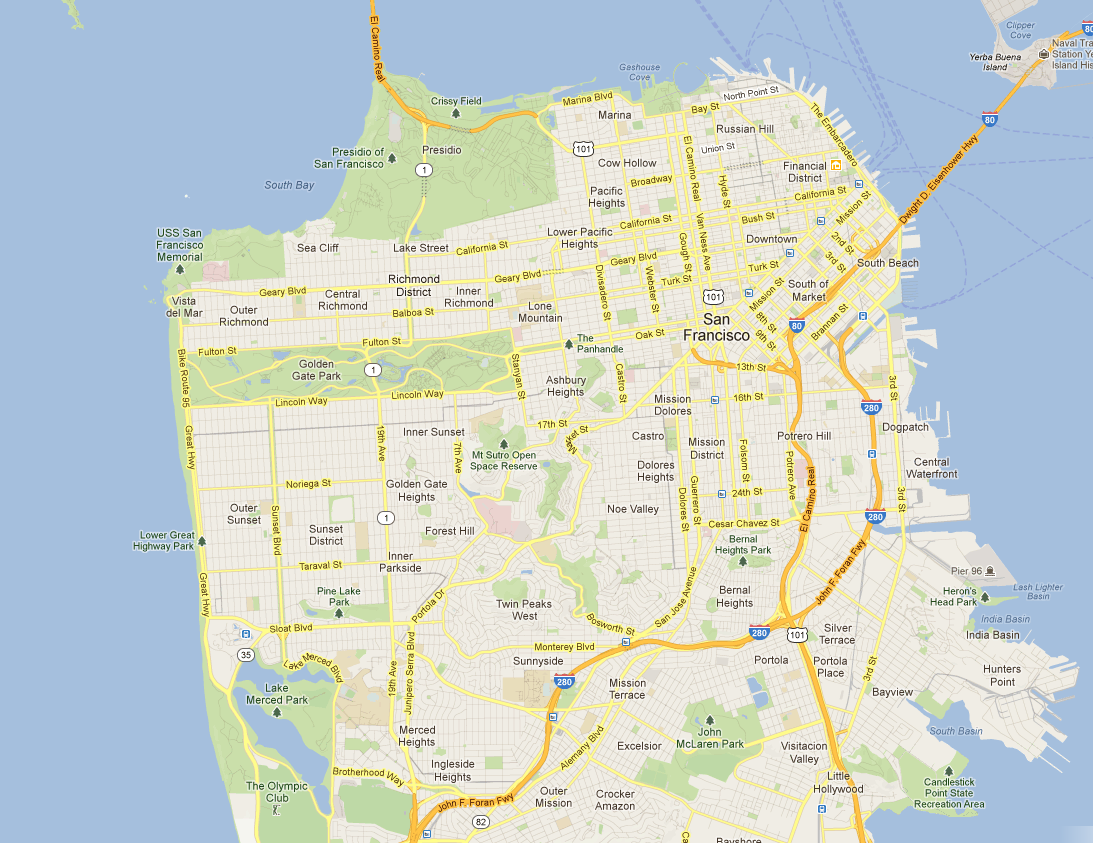 El Camino Real
Clipper
Cove
80
Yerba Buena
Island
Naval Tra
Station Ye
Island His
Gashouse
Cove
Crissy Field
Marina Blvd
North Point St
Bay St
The Embarcadero
80
Marina
Russian Hill
101
Union St
Presidio
Presidio of
San Francisco
1
Cow Hollow
El Camino Real
Financial
District
Dwight D. Eisenhower Hwy
South Bay
Broadway
Hyde St
Pacific
Heights
California St
Mission St
California St
Bush St
Van Ness Ave
USS San
Francisco
Memorial
Sea Cliff
Lake Street
California St
Lower Pacific
Heights
Gough St
Downtown
2nd St
3rd St
Geary Blvd
South Beach
Turk St
Richmond
District
Geary Blvd
Divisadero St
Webster St
Turk St
Mission St
South of
Market
Vista
del Mar
Geary Blvd
Central
Richmond
Inner
Richmond
Lone
Mountain
101
Outer
Richmond
Balboa St
San
Francisco
8th St
9th St
80
Brannan St
Fulton St
Fulton St
The
Panhandle
Oak St
Bike Route 95
Golden
Gate Park
1
Stanyan St
Castro St
13th St
3rd St
Ashbury
Heights
Lincoln Way
Lincoln Way
Mission
Dolores
16th St
280
Great Hwy
19th Ave
Inner Sunset
17th St
Market St
Castro
Mission
District
Potrero Hill
Dogpatch
7th Ave
Mt Sutro Open
Space Reserve
Folsom St
Potrero Ave
Central
Waterfront
Noriega St
Golden Gate
Heights
Dolores
Heights
Guerrero St
Dolores St
24th St
El Camino Real
3rd St
Outer
Sunset
Sunset Blvd
1
Noe Valley
280
Sunset
District
Forest Hill
Cesar Chavez St
Lower Great
Highway Park
Bernal
Heights Park
Inner
Parkside
Taraval St
John F. Foran Fwy
Pier 96
Great Hwy
Pine Lake
Park
Portola Dr
Twin Peaks
West
San Jose Avenue
Bernal
Heights
Heron's
Head Park
Lash Lighter
Basin
India Basin
Sloat Blvd
Bosworth St
280
101
Silver
Terrace
India Basin
35
Junipero Serra Blvd
Monterey Blvd
Lake Merced Blvd
Sunnyside
Portola
Portola
Place
3rd St
Hunters
Point
19th Ave
280
Mission
Terrace
Bayview
Lake
Merced Park
John
McLaren Park
South Basin
Merced
Heights
Alemany Blvd
Excelsior
Visitacion
Valley
Ingleside
Heights
Brotherhood Way
Little
Hollywood
Candlestick
Point State
Recreation Area
The Olympic
Club
John F. Foran Fwy
Outer
Mission
Crocker
Amazon
82
Bayshore